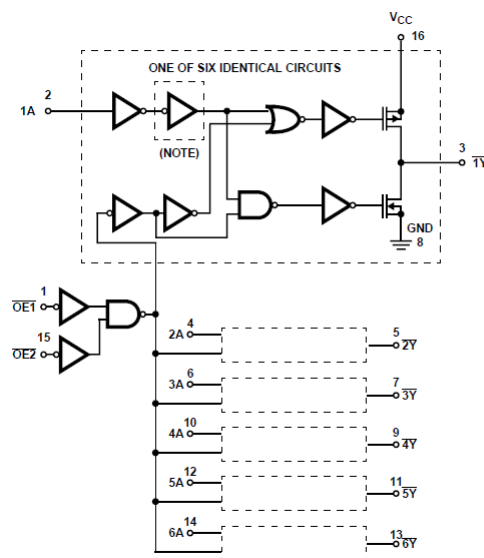 VCC
16
ONE OF SIX IDENTICAL CIRCUITS
2
1A
(NOTE)
3
1Y
GND
8
1
OE1
15
OE2
4
2A
5
2Y
6
3A
7
3Y
10
4A
9
4Y
12
5A
11
5Y
14
6A
13
6Y